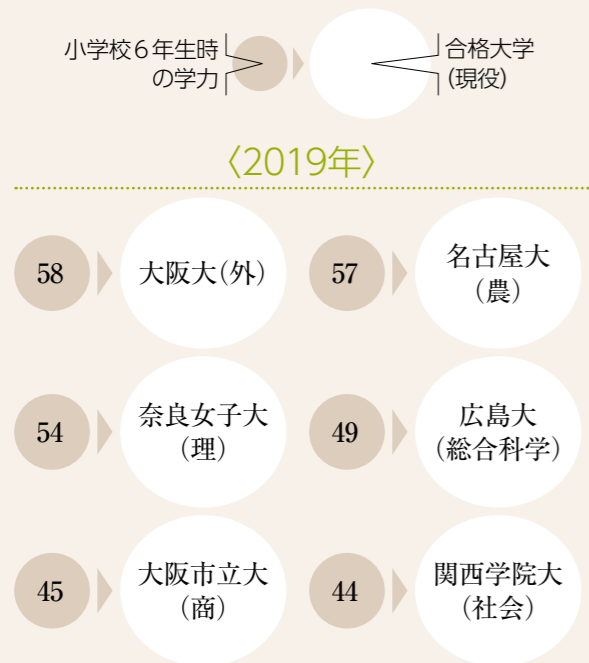 小学校6年生時
の学力
合格大学
(現役)
〈2019年〉
58
大阪大(外)
57
名古屋大
(農)
54
奈良女子大
(理)
49
広島大
(総合科学)
45
大阪市立大
(商)
44
関西学院大
(社会)